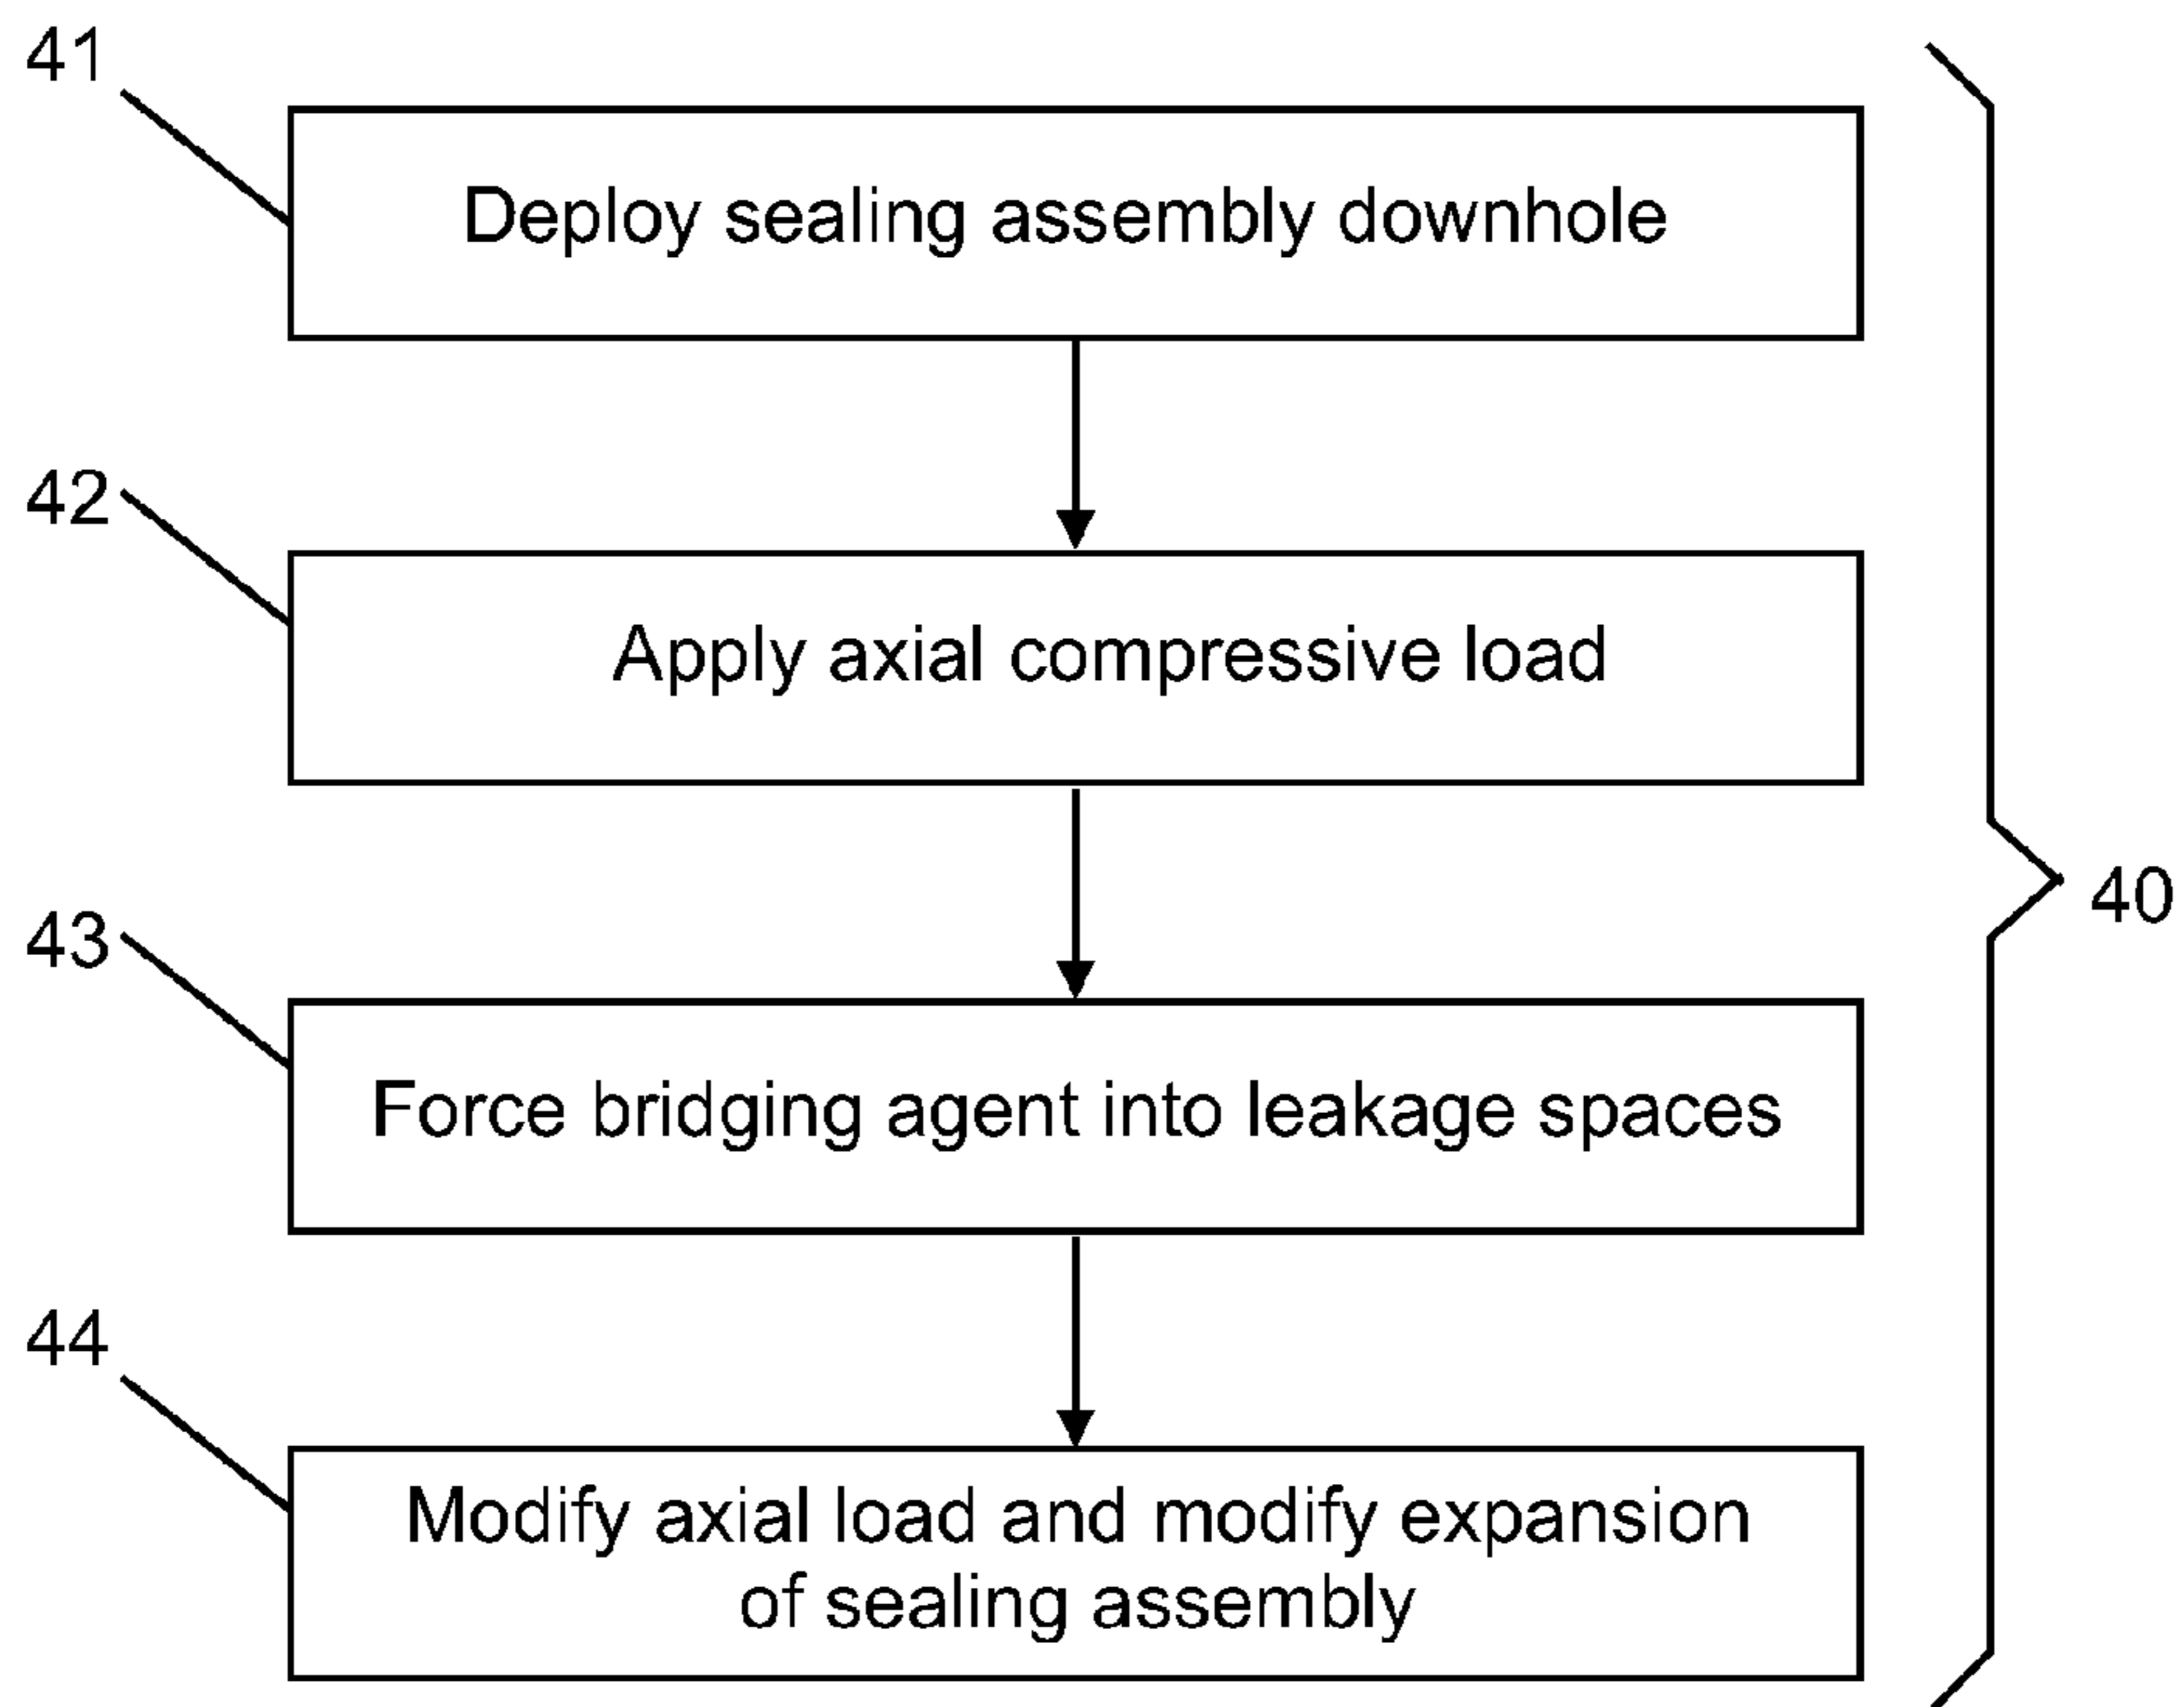 41
Deploy sealing assembly downhole
42
Apply axial compressive load
40
43
Force bridging agent into leakage spaces
44
Modify axial load and modify expansion
of sealing assembly